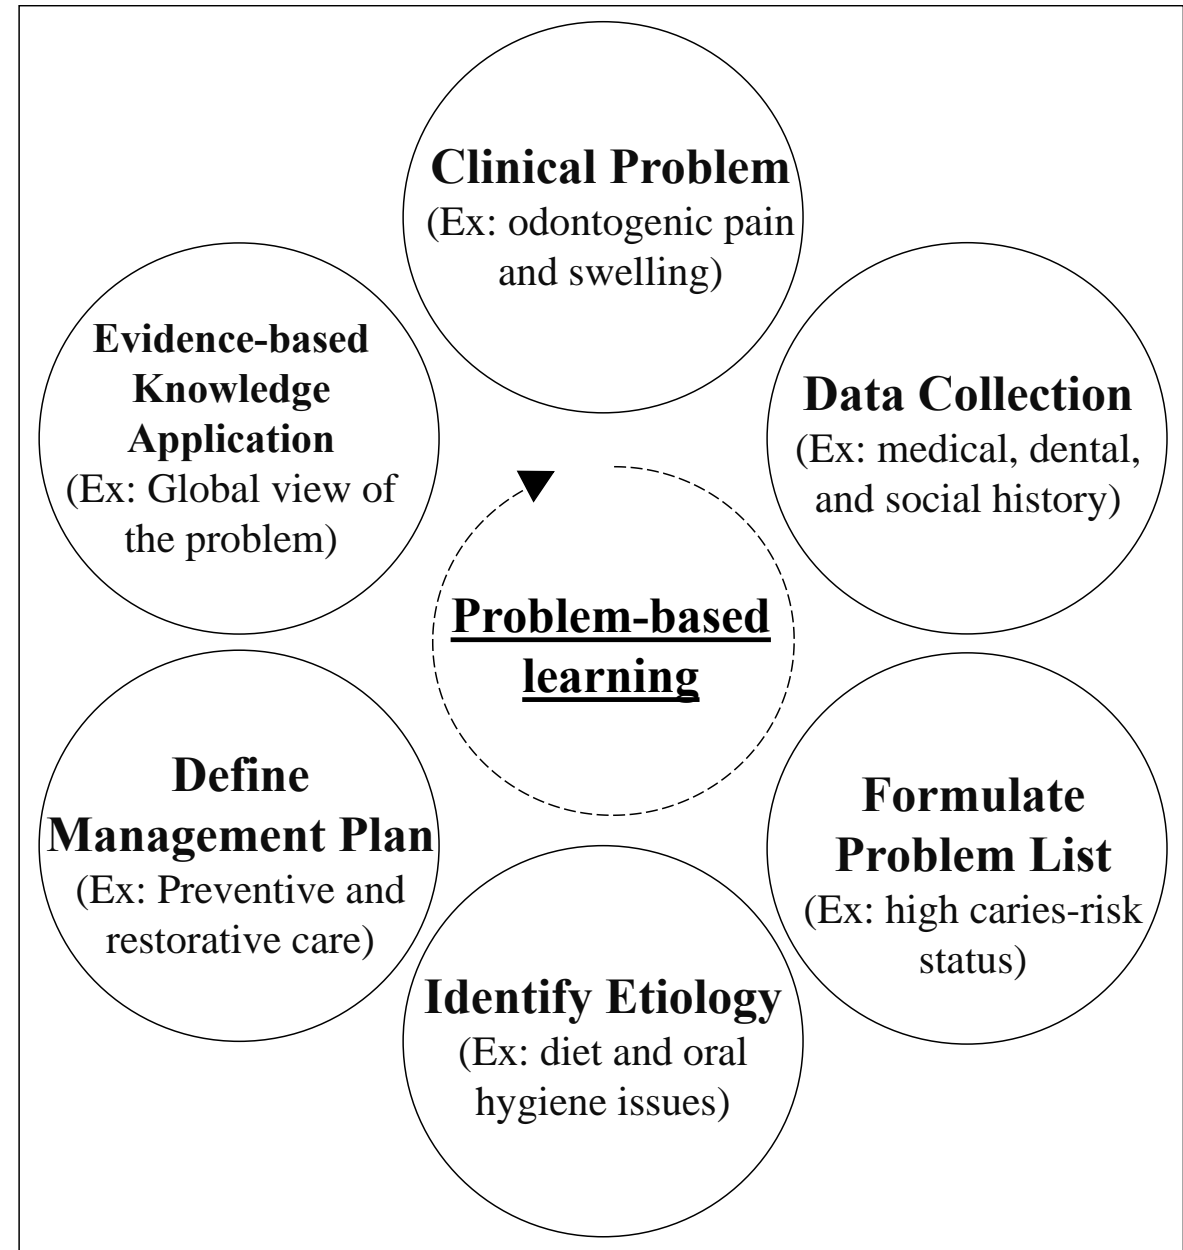 Clinical Problem
(Ex: odontogenic pain
and swelling)
Data Collection
(Ex: medical, dental,
and social history)
Formulate
Problem List
(Ex: high caries-risk
status)
Identify Etiology
(Ex: diet and oral
hygiene issues)
Define
Management Plan
(Ex: Preventive and
restorative care)
Evidence-based
Knowledge
Application
(Ex: Global view of
the problem)
Problem-based
learning